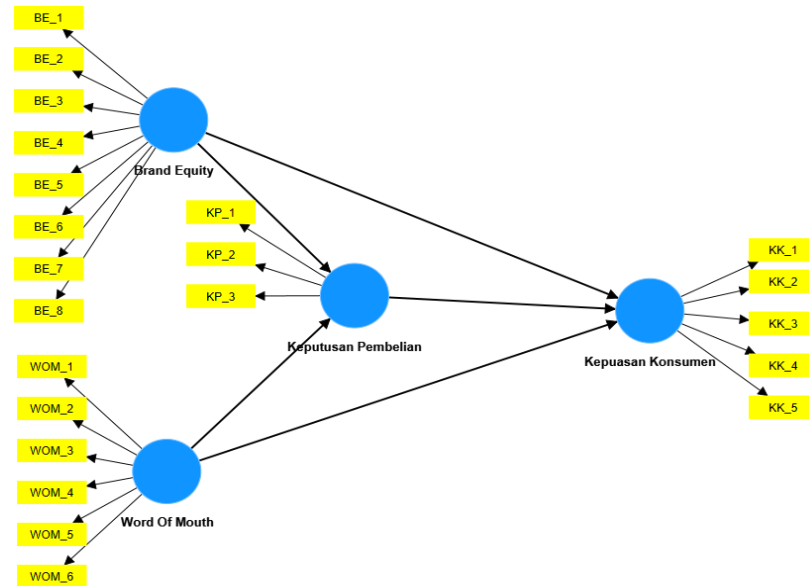 BE_1
BE_2
BE_3
BE_4
BE_5
BE_6
BE_7
BE_8
Brand Equity
KP_1
KP_2
KP_3
Keputusan Pembelian
KK_1
KK_2
KK_3
KK_4
KK_5
Kepuasan Konsumen
WOM_1
WOM_2
WOM_3
WOM_4
WOM_5
WOM_6
Word Of Mouth